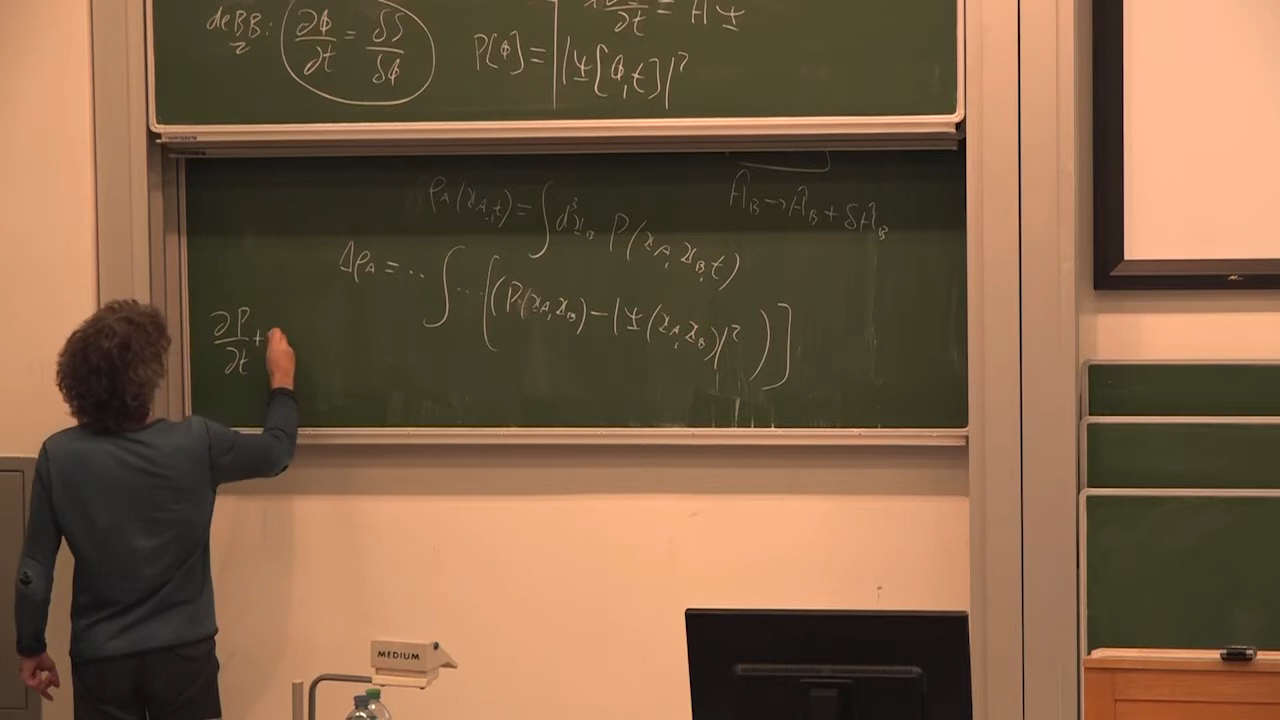 deBB: ∂Φ/∂t = δS/δΦ
∂t = ĤΨ
P[Φ] = |Ψ[Φ,t]|²
ρ_A(x_A,t) = ∫d³x_B P(x_A, x_B, t)
Ĥ_B → Ĥ_B + δĤ_B
Δρ_A = ... ∫ ... [(P(x_A, x_B) − |Ψ(x_A, x_B)|²)]
∂P/∂t +
MEDIUM